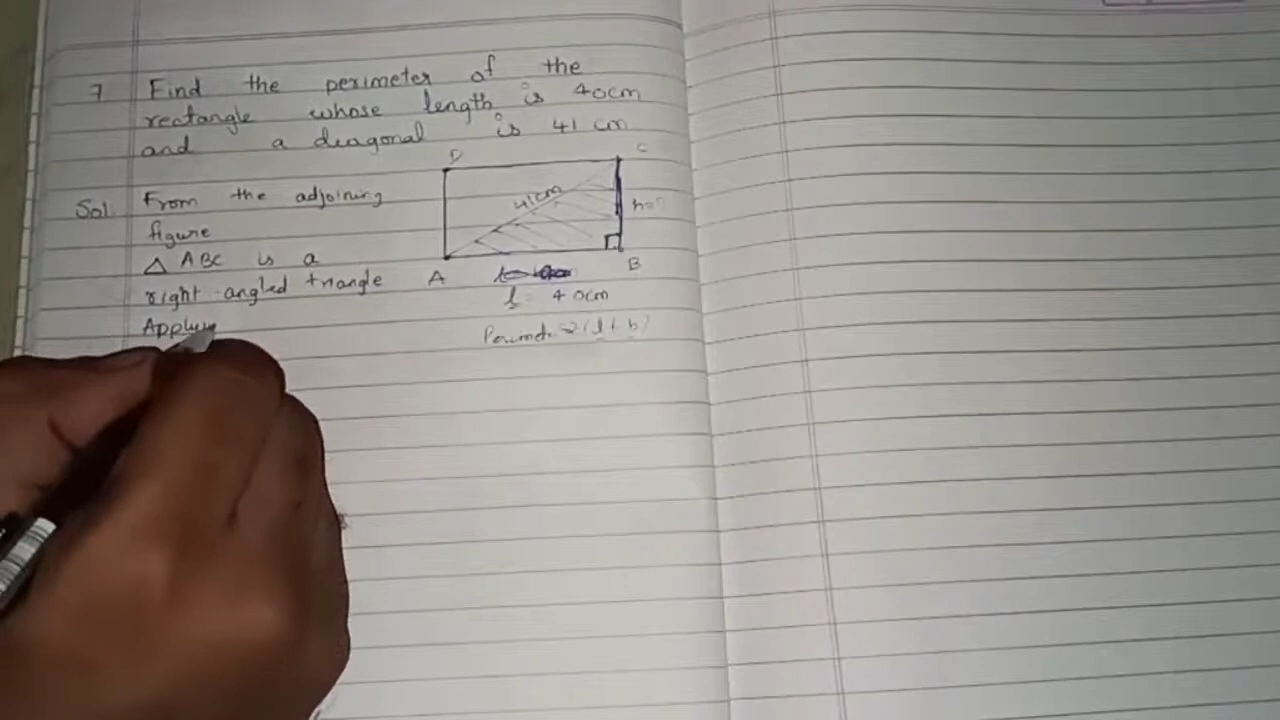 7 Find the perimeter of the
rectangle whose length is 40cm
and a diagonal is 41 cm
D C
Sol. From the adjoining
41cm
h=?
figure
△ ABC is a
A B
right-angled triangle
l = 40cm
Apply
= 2(l + b)